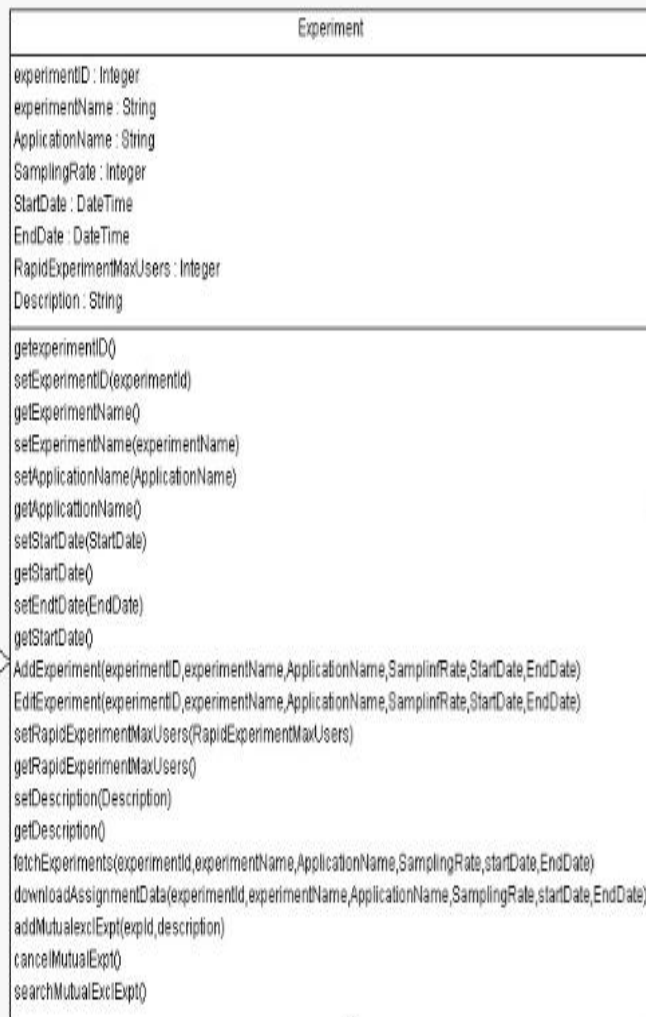 Experiment
experimentID : Integer
experimentName : String
ApplicationName : String
SamplingRate : Integer
StartDate : DateTime
EndDate : DateTime
RapidExperimentMaxUsers : Integer
Description : String
getexperimentID()
setExperimentID(experimentId)
getExperimentName()
setExperimentName(experimentName)
setApplicationName(ApplicationName)
getApplicattionName()
setStartDate(StartDate)
getStartDate()
setEndtDate(EndDate)
getStartDate()
AddExperiment(experimentID,experimentName,ApplicationName,SamplinfRate,StartDate,EndDate)
EditExperiment(experimentID,experimentName,ApplicationName,SamplinfRate,StartDate,EndDate)
setRapidExperimentMaxUsers(RapidExperimentMaxUsers)
getRapidExperimentMaxUsers()
setDescription(Description)
getDescription()
fetchExperiments(experimentId,experimentName,ApplicationName,SamplingRate,startDate,EndDate)
downloadAssignmentData(experimentId,experimentName,ApplicationName,SamplingRate,startDate,EndDate)
addMutualexclExpt(expId,description)
cancelMutualExpt()
searchMutualExclExpt()